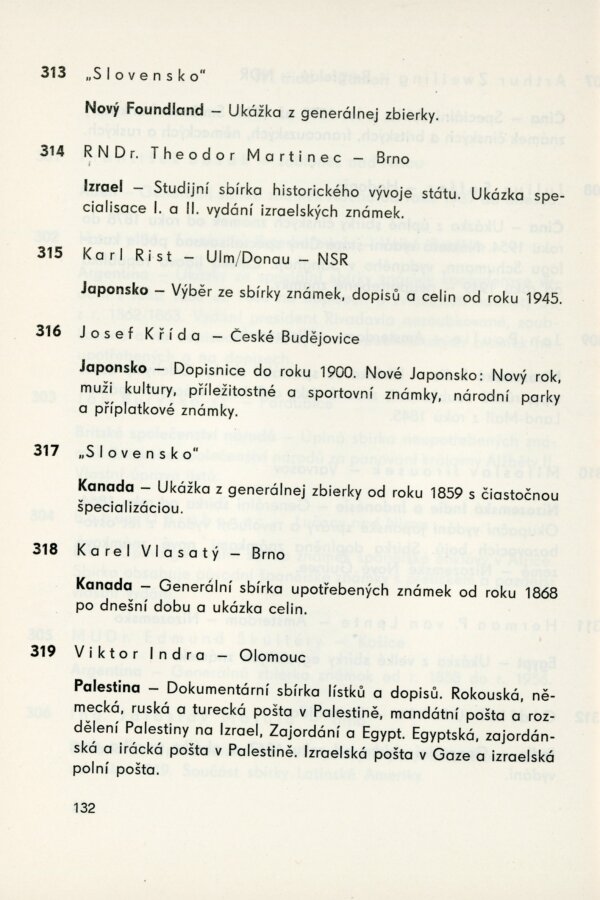 313 „Slovensko“
Nový Foundland — Ukážka z generálnej zbierky.
314 RNDr. Theodor Martinec — Brno
Izrael — Studijní sbírka historického vývoje státu. Ukázka spe-
cialisace I. a II. vydání izraelských známek.
315 Karl Rist — Ulm/Donau — NSR
Japonsko — Výběr ze sbírky známek, dopisů a celin od roku 1945.
316 Josef Křída — České Budějovice
Japonsko — Dopisnice do roku 1900. Nové Japonsko: Nový rok,
muži kultury, příležitostné a sportovní známky, národní parky
a příplatkové známky.
317 „Slovensko“
Kanada — Ukážka z generálnej zbierky od roku 1859 s čiastočnou
špecializáciou.
318 Karel Vlasatý — Brno
Kanada — Generální sbírka upotřebených známek od roku 1868
po dnešní dobu a ukázka celin.
319 Viktor Indra — Olomouc
Palestina — Dokumentární sbírka lístků a dopisů. Rokouská, ně-
mecká, ruská a turecká pošta v Palestině, mandátní pošta a roz-
dělení Palestiny na Izrael, Zajordání a Egypt. Egyptská, zajordán-
ská a irácká pošta v Palestině. Izraelská pošta v Gaze a izraelská
polní pošta.
132